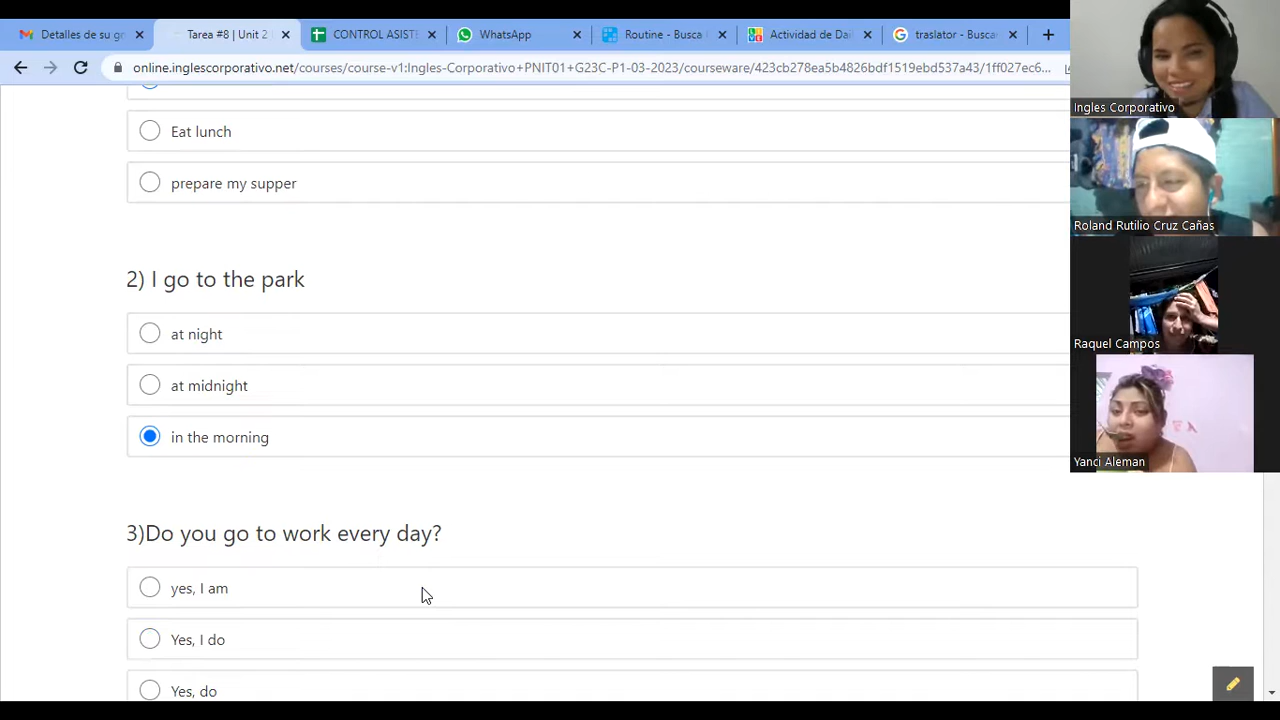 Detalles de su gr
Tarea #8 | Unit 2
CONTROL ASIST
WhatsApp
Routine - Busca
Actividad de Da
traslator - Busca
online.inglescorporativo.net/courses/course-v1:Ingles-Corporativo+PNIT01+G23C-P1-03-2023/courseware/423cb278ea5b4826bdf1519ebd537a43/1ff027ec6...
Ingles Corporativo
Eat lunch
prepare my supper
Roland Rutilio Cruz Cañas
2) I go to the park
at night
Raquel Campos
at midnight
in the morning
Yanci Aleman
3)Do you go to work every day?
yes, I am
Yes, I do
Yes, do